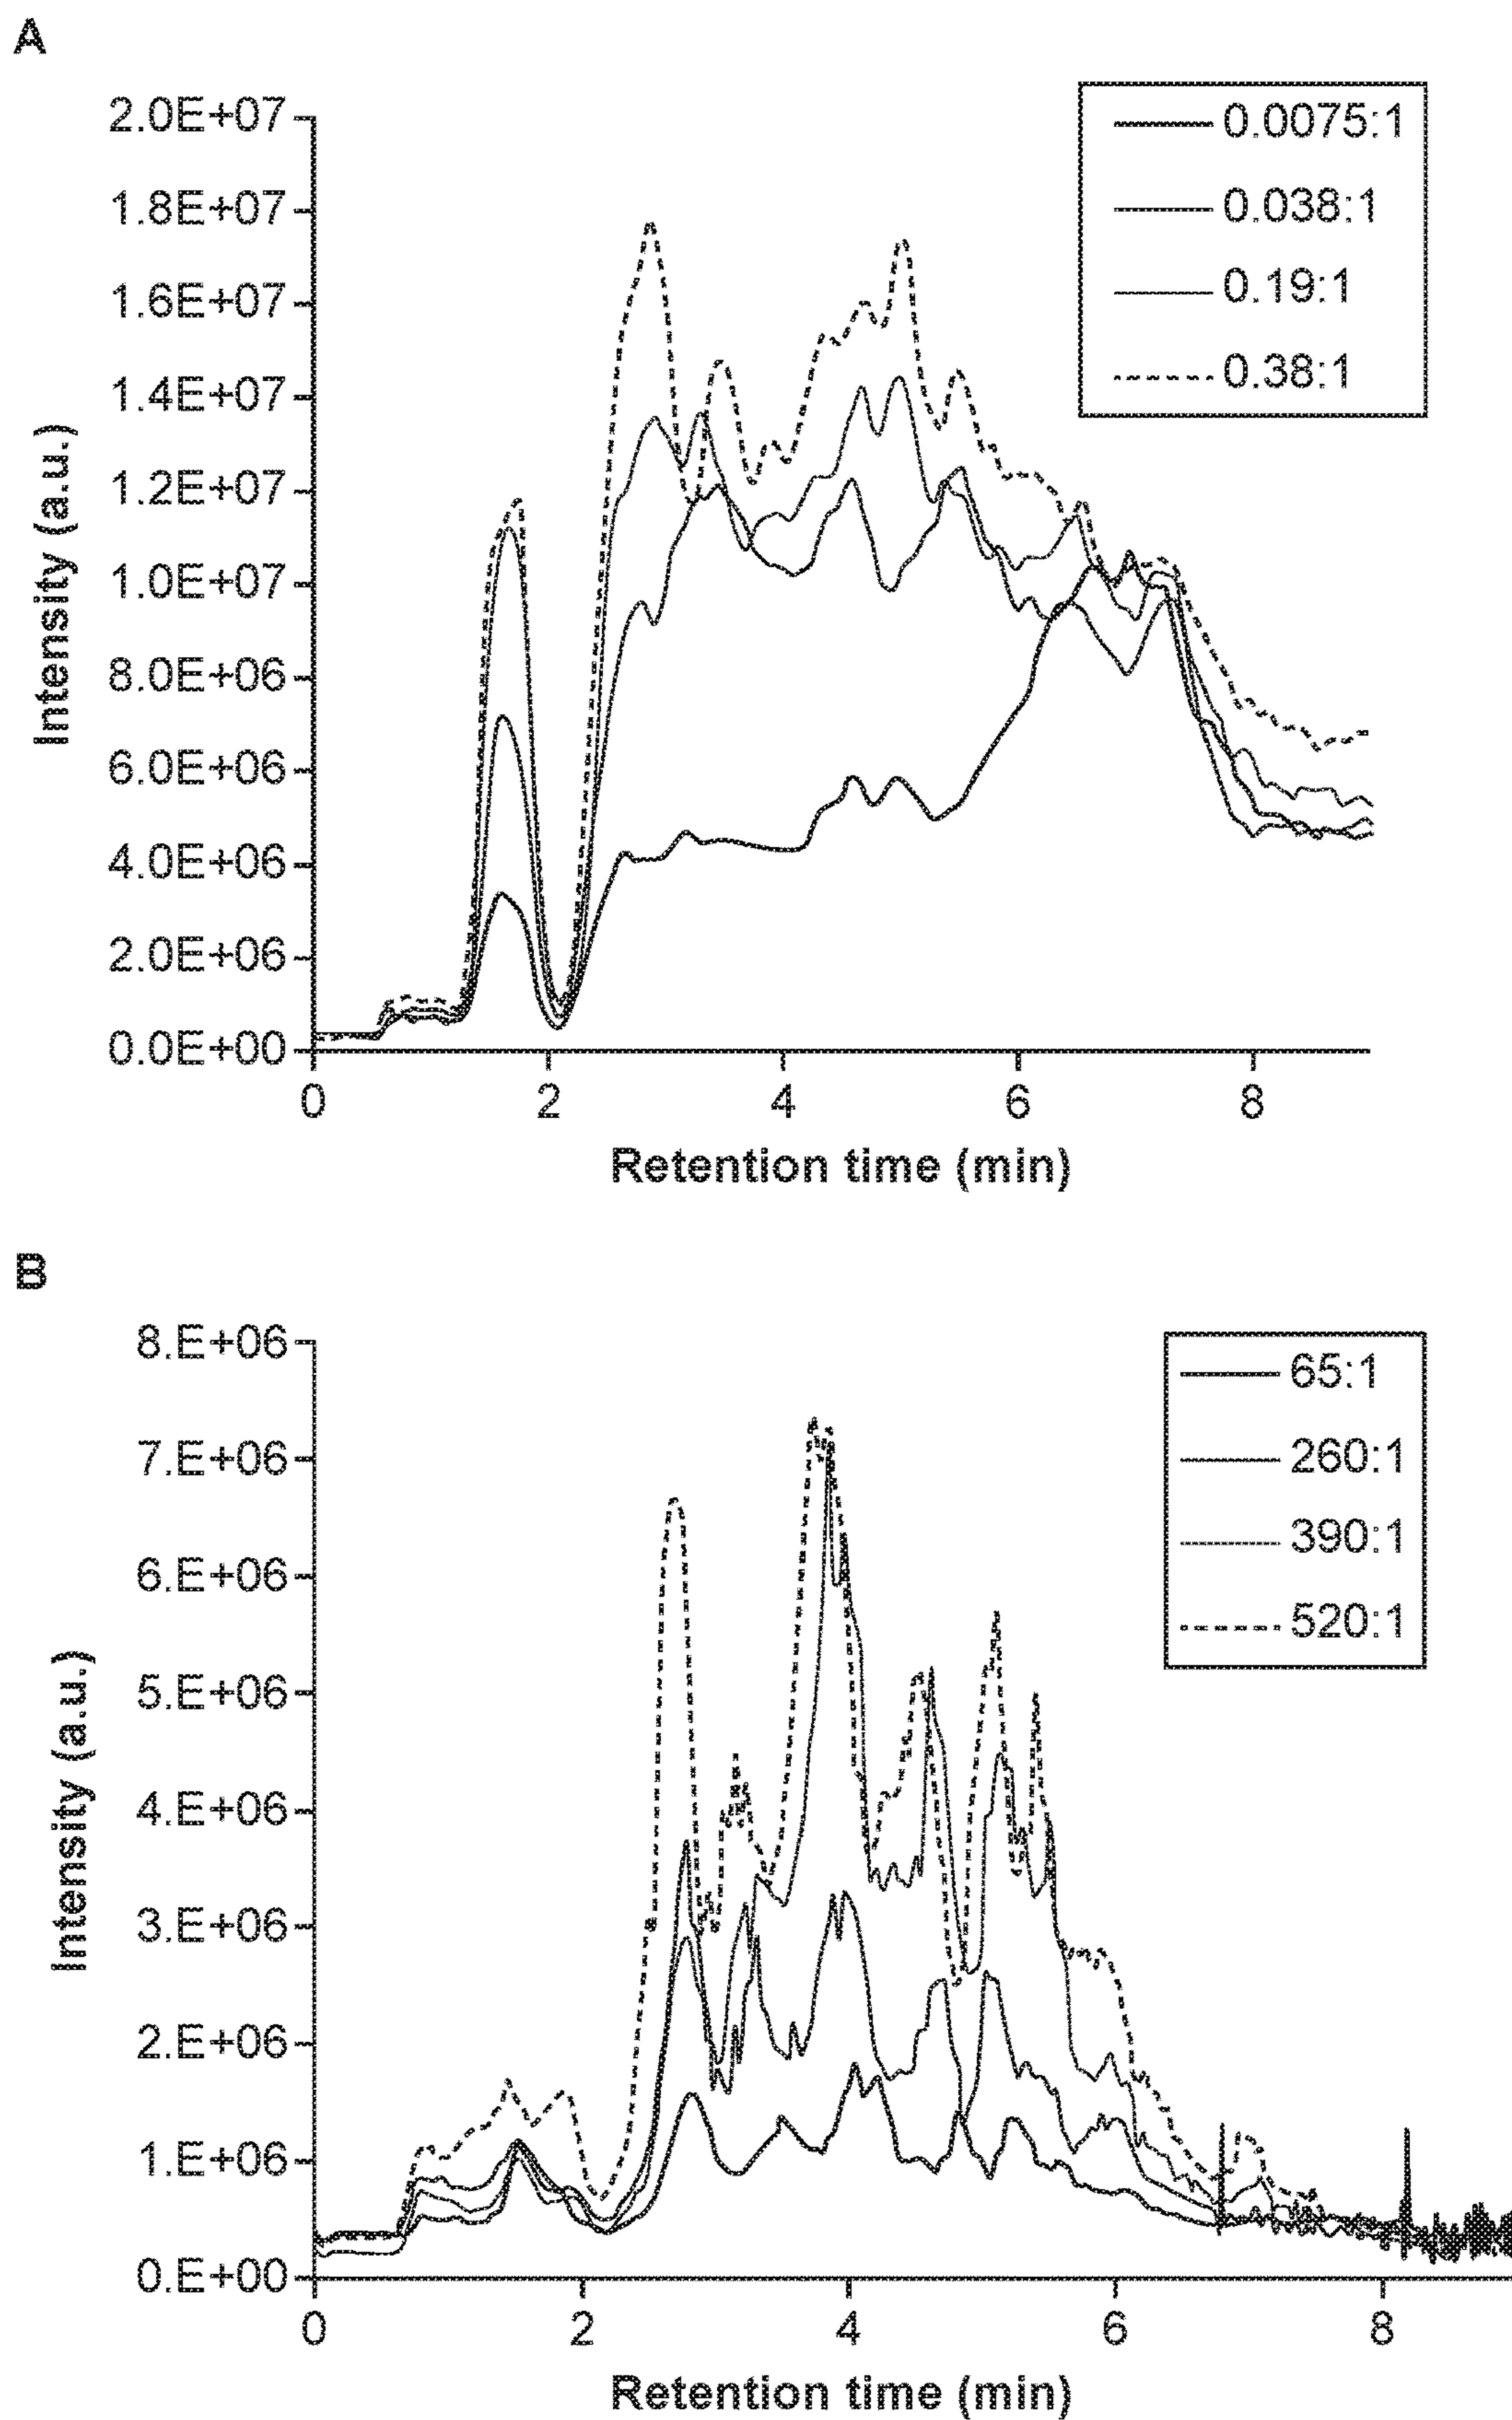 A
2.0E+07
1.8E+07
1.6E+07
1.4E+07
1.2E+07
1.0E+07
8.0E+06
6.0E+06
4.0E+06
2.0E+06
0.0E+00
Intensity (a.u.)
0.0075:1
0.038:1
0.19:1
0.38:1
0 2 4 6 8
Retention time (min)
B
8.E+06
7.E+06
6.E+06
5.E+06
4.E+06
3.E+06
2.E+06
1.E+06
0.E+00
Intensity (a.u.)
65:1
260:1
390:1
520:1
0 2 4 6 8
Retention time (min)